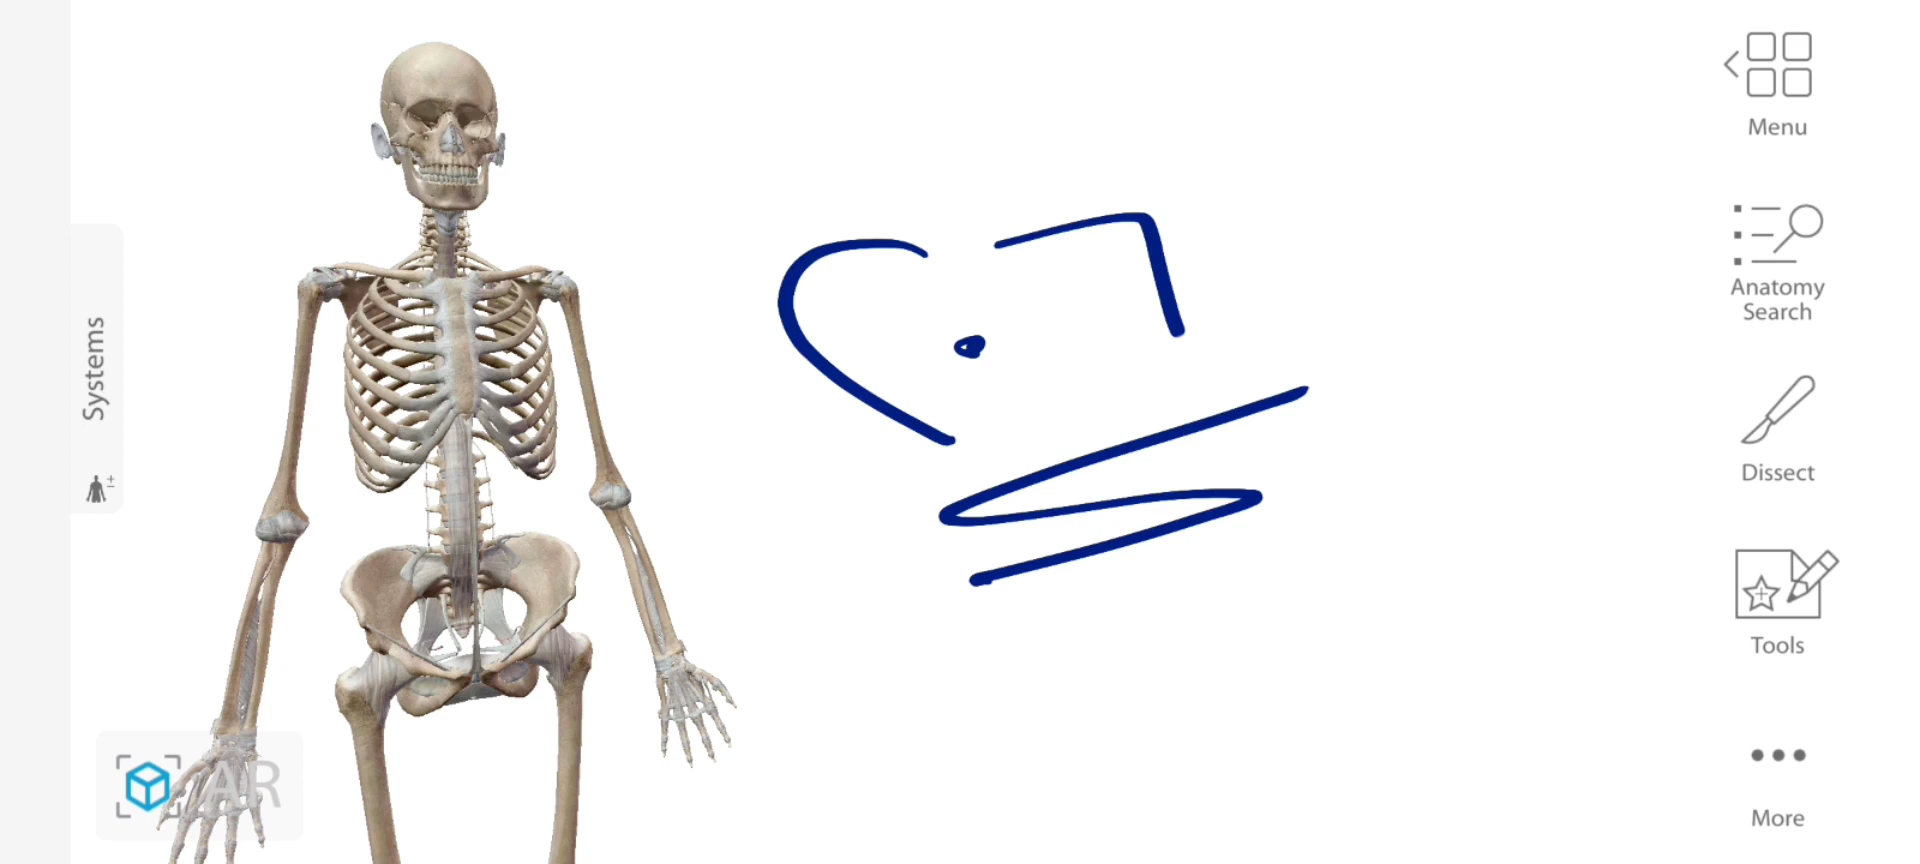 Menu
Anatomy
Search
Systems
Dissect
Tools
AR
More